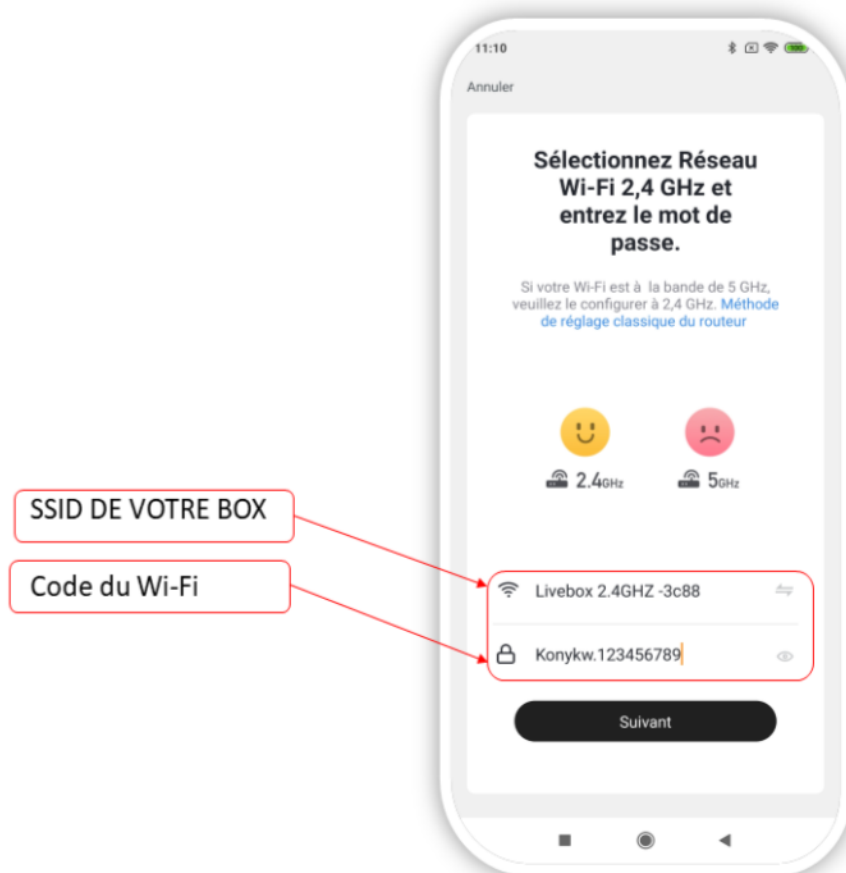 11:10
100
Annuler
Sélectionnez Réseau
Wi-Fi 2,4 GHz et
entrez le mot de
passe.
Si votre Wi-Fi est à la bande de 5 GHz,
veuillez le configurer à 2,4 GHz. Méthode
de réglage classique du routeur
2.4GHz
5GHz
SSID DE VOTRE BOX
Livebox 2.4GHZ -3c88
Code du Wi-Fi
Konykw.123456789
Suivant